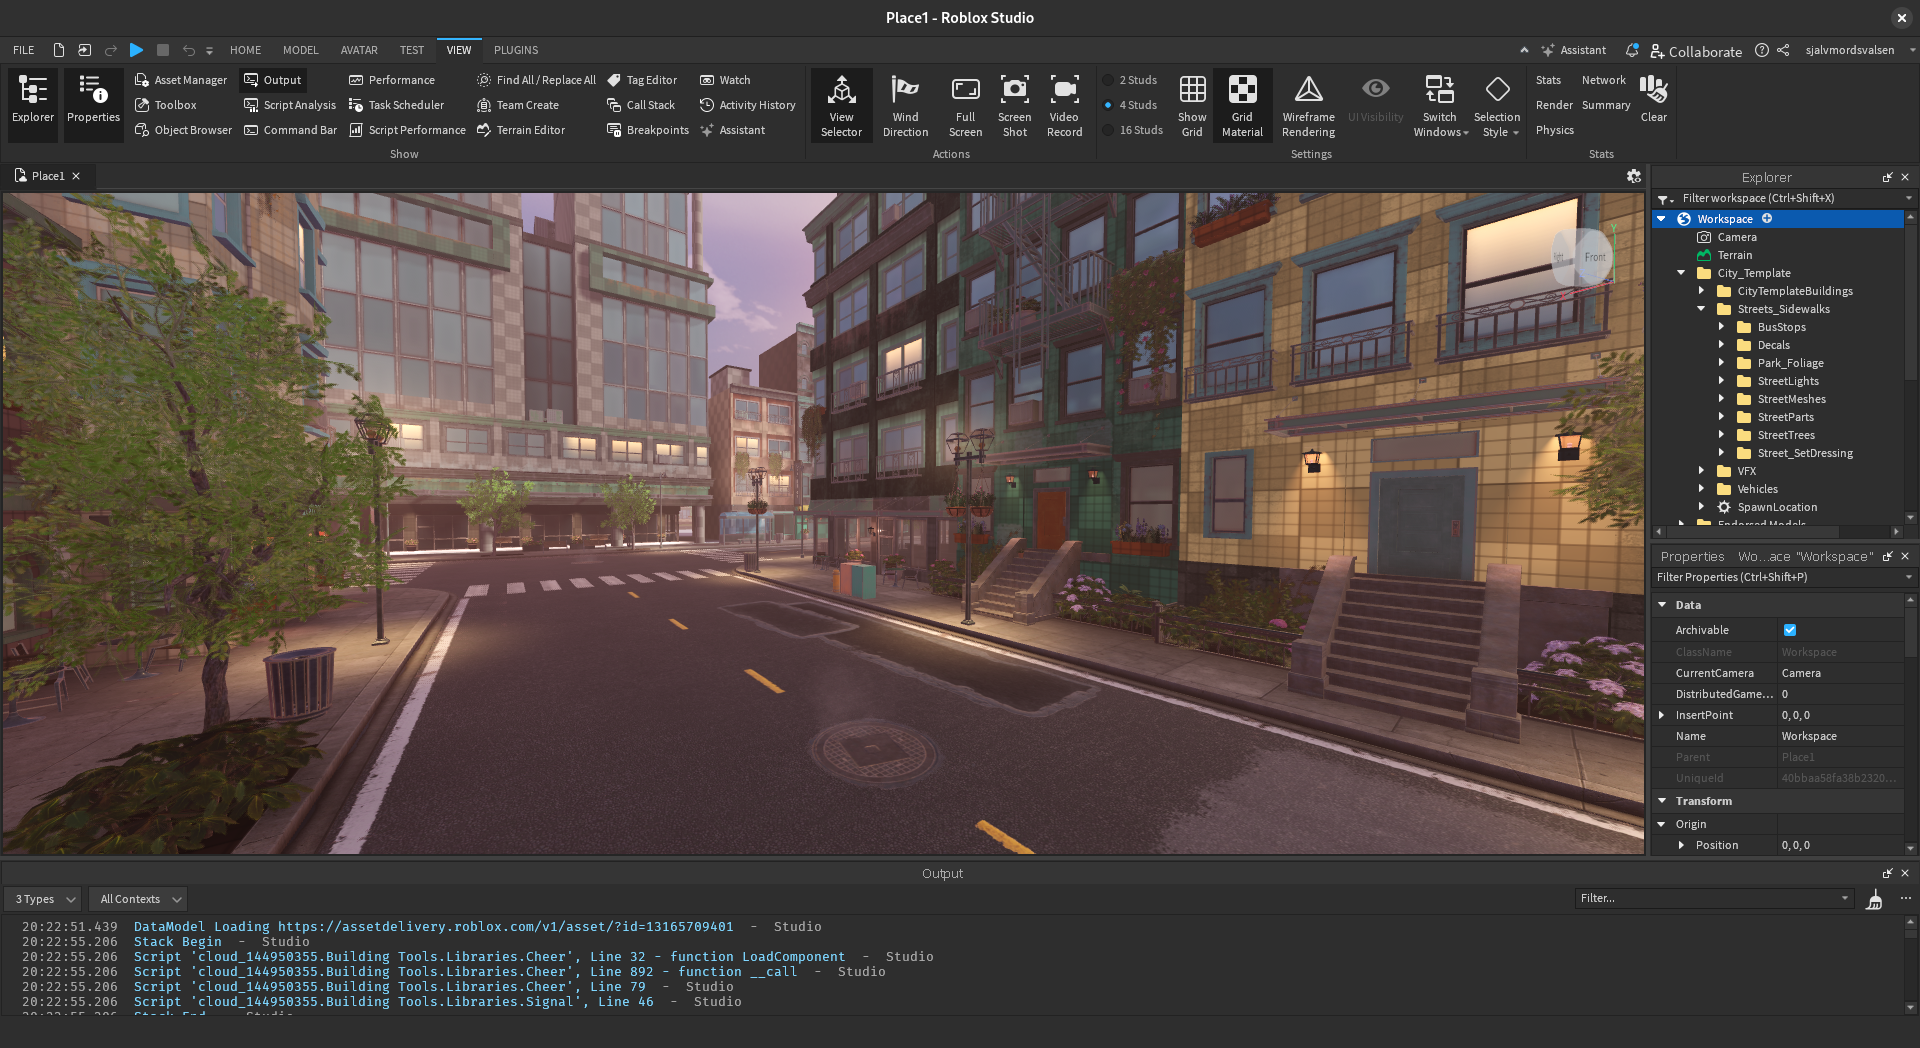 Place1 - Roblox Studio
FILE HOME MODEL AVATAR TEST VIEW PLUGINS Assistant Collaborate sjalvmordsvalsen
Explorer
Properties
Asset Manager
Toolbox
Object Browser
Output
Script Analysis
Command Bar
Performance
Task Scheduler
Script Performance
Find All / Replace All
Team Create
Terrain Editor
Tag Editor
Call Stack
Breakpoints
Watch
Activity History
Assistant
Show
View
Selector
Wind
Direction
Full
Screen
Screen
Shot
Video
Record
Actions
2 Studs
4 Studs
16 Studs
Show
Grid
Grid
Material
Wireframe
Rendering
UI Visibility
Switch
Windows
Selection
Style
Settings
Stats Network
Render Summary
Physics
Clear
Stats
Place1
Front
Y
Explorer
Filter workspace (Ctrl+Shift+X)
Workspace
Camera
Terrain
City_Template
CityTemplateBuildings
Streets_Sidewalks
BusStops
Decals
Park_Foliage
StreetLights
StreetMeshes
StreetParts
StreetTrees
Street_SetDressing
VFX
Vehicles
SpawnLocation
Properties Wo...ace "Workspace"
Filter Properties (Ctrl+Shift+P)
Data
Archivable
ClassName Workspace
CurrentCamera Camera
DistributedGame... 0
InsertPoint 0, 0, 0
Name Workspace
Parent Place1
UniqueId 40bbaa58fa38b2320...
Transform
Origin
Position 0, 0, 0
Output
3 Types All Contexts Filter...
20:22:51.439 DataModel Loading https://assetdelivery.roblox.com/v1/asset/?id=13165709401 - Studio
20:22:55.206 Stack Begin - Studio
20:22:55.206 Script 'cloud_144950355.Building Tools.Libraries.Cheer', Line 32 - function LoadComponent - Studio
20:22:55.206 Script 'cloud_144950355.Building Tools.Libraries.Cheer', Line 892 - function __call - Studio
20:22:55.206 Script 'cloud_144950355.Building Tools.Libraries.Cheer', Line 79 - Studio
20:22:55.206 Script 'cloud_144950355.Building Tools.Libraries.Signal', Line 46 - Studio
20:22:55.206 Stack End - Studio